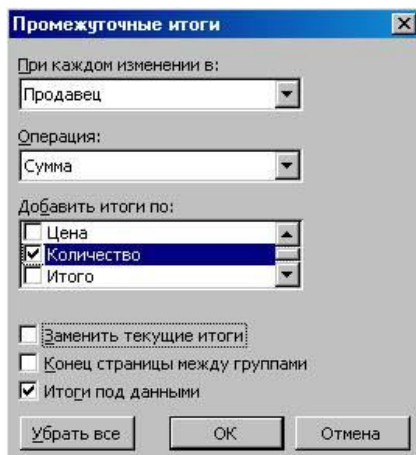 Промежуточные итоги
При каждом изменении в:
Продавец
Операция:
Сумма
Добавить итоги по:
Цена
Количество
Итого
Заменить текущие итоги
Конец страницы между группами
Итоги под данными
Убрать все ОК Отмена